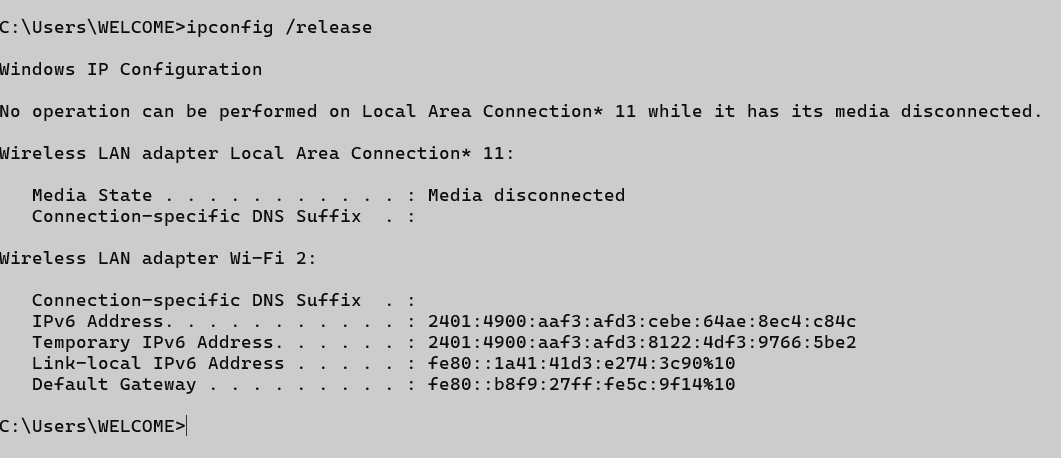 C:\Users\WELCOME>ipconfig /release
Windows IP Configuration
No operation can be performed on Local Area Connection* 11 while it has its media disconnected.
Wireless LAN adapter Local Area Connection* 11:
Media State . . . . . . . . . . . : Media disconnected
Connection-specific DNS Suffix  . :
Wireless LAN adapter Wi-Fi 2:
Connection-specific DNS Suffix  . :
IPv6 Address. . . . . . . . . . . : 2401:4900:aaf3:afd3:cebe:64ae:8ec4:c84c
Temporary IPv6 Address. . . . . . : 2401:4900:aaf3:afd3:8122:4df3:9766:5be2
Link-local IPv6 Address . . . . . : fe80::1a41:41d3:e274:3c90%10
Default Gateway . . . . . . . . . : fe80::b8f9:27ff:fe5c:9f14%10
C:\Users\WELCOME>